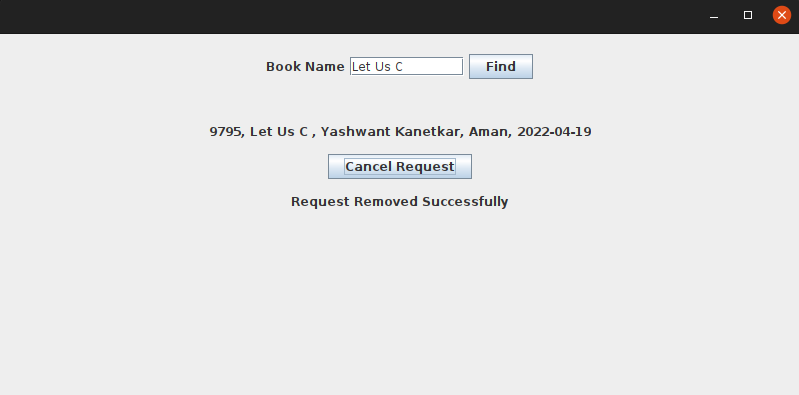 Book Name Let Us C Find
9795, Let Us C , Yashwant Kanetkar, Aman, 2022-04-19
Cancel Request
Request Removed Successfully